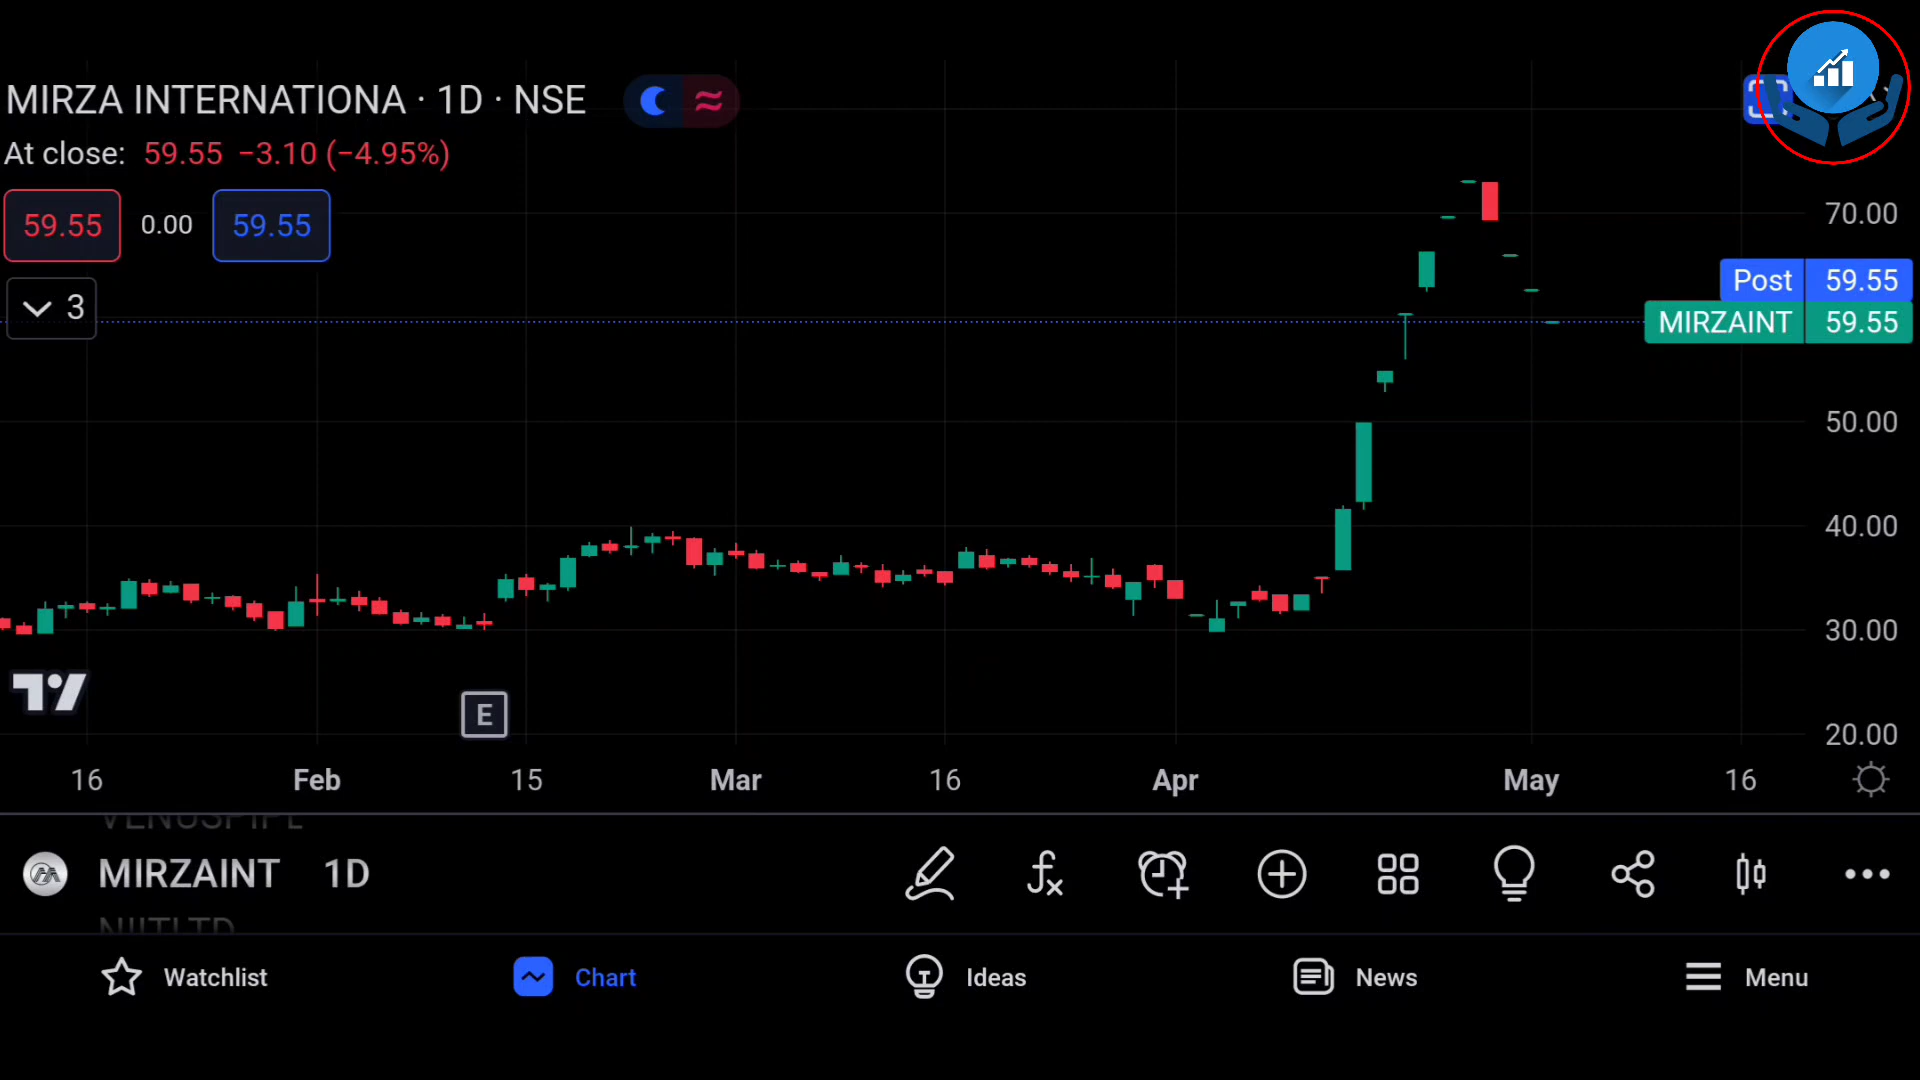 MIRZA INTERNATIONA · 1D · NSE
At close: 59.55 −3.10 (−4.95%)
59.55 0.00 59.55
3
70.00
Post 59.55
MIRZAINT 59.55
50.00
40.00
30.00
20.00
E
16 Feb 15 Mar 16 Apr May 16
VENUSPIPE
MIRZAINT 1D
NIITLTD
Watchlist Chart Ideas News Menu